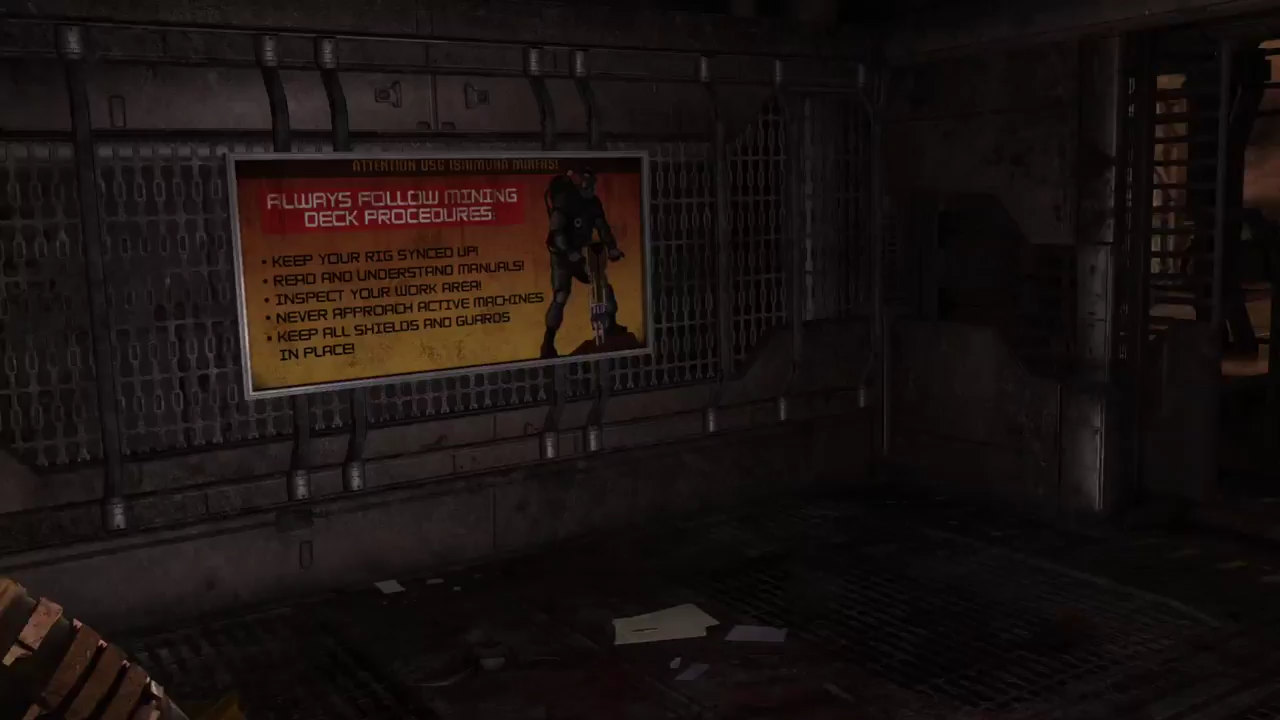 ATTENTION USG ISHIMURA MINERS!
ALWAYS FOLLOW MINING
DECK PROCEDURES:
• KEEP YOUR RIG SYNCED UP!
• READ AND UNDERSTAND MANUALS!
• INSPECT YOUR WORK AREA!
• NEVER APPROACH ACTIVE MACHINES
• KEEP ALL SHIELDS AND GUARDS
IN PLACE!